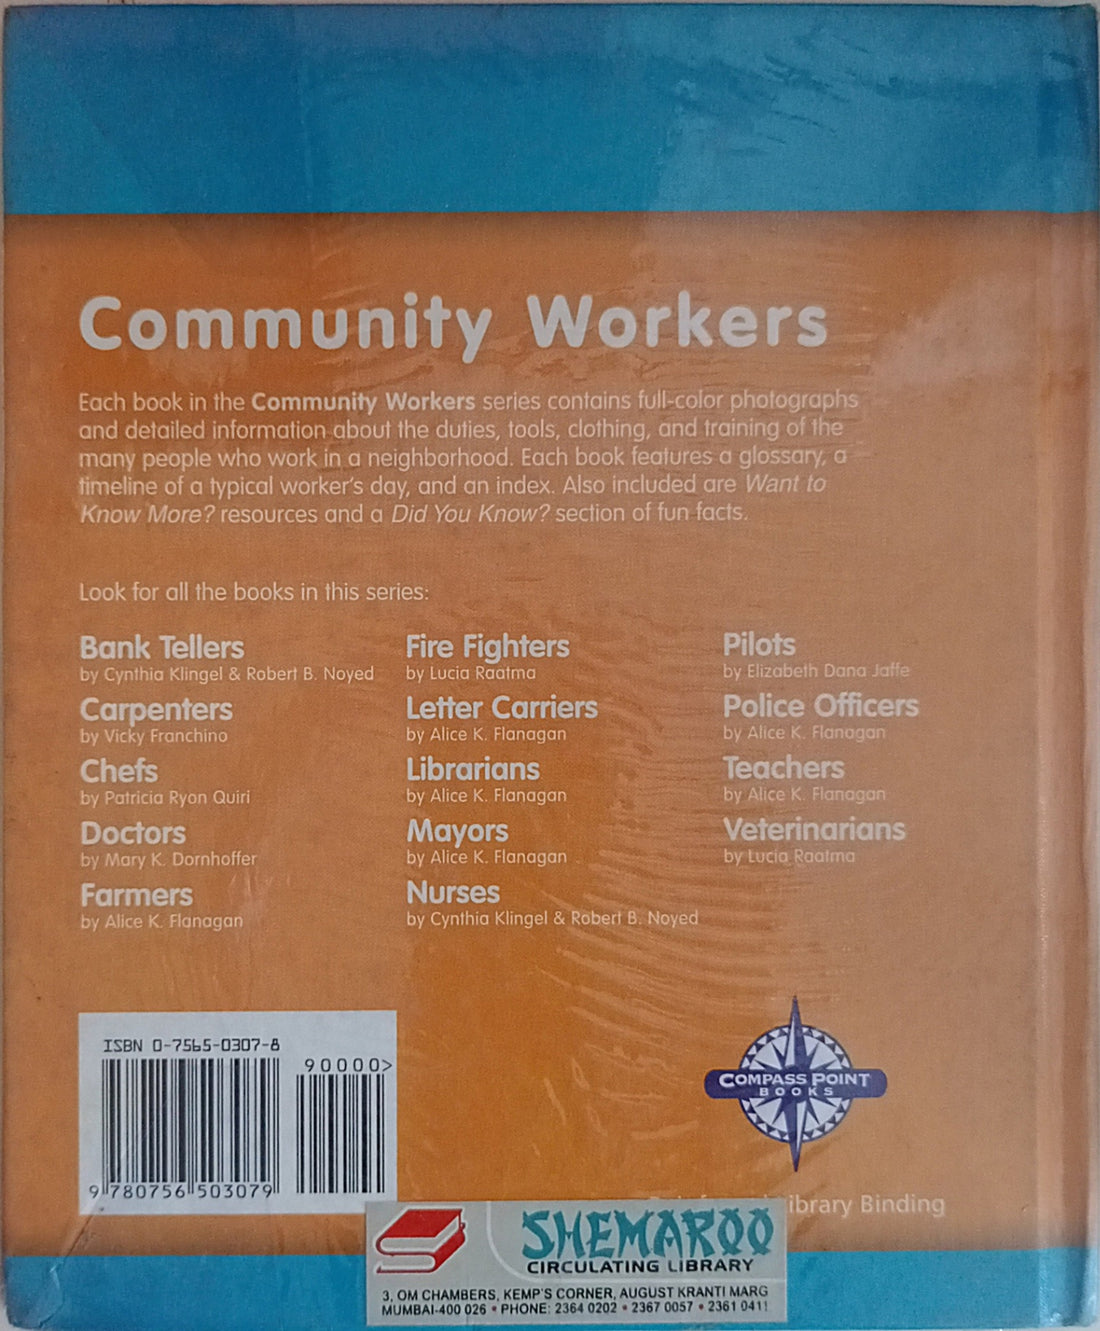 Community Workers
Each book in the Community Workers series contains full-color photographs
and detailed information about the duties, tools, clothing, and training of the
many people who work in a neighborhood. Each book features a glossary, a
timeline of a typical worker's day, and an index. Also included are Want to
Know More? resources and a Did You Know? section of fun facts.
Look for all the books in this series:
Bank Tellers
by Cynthia Klingel & Robert B. Noyed
Carpenters
by Vicky Franchino
Chefs
by Patricia Ryon Quiri
Doctors
by Mary K. Dornhoffer
Farmers
by Alice K. Flanagan
Fire Fighters
by Lucia Raatma
Letter Carriers
by Alice K. Flanagan
Librarians
by Alice K. Flanagan
Mayors
by Alice K. Flanagan
Nurses
by Cynthia Klingel & Robert B. Noyed
Pilots
by Elizabeth Dana Jaffe
Police Officers
by Alice K. Flanagan
Teachers
by Alice K. Flanagan
Veterinarians
by Lucia Raatma
ISBN 0-7565-0307-8
90000>
9 780756 503079
COMPASS POINT
BOOKS
Binding
SHEMAROO
CIRCULATING LIBRARY
3, OM CHAMBERS, KEMP'S CORNER, AUGUST KRANTI MARG
MUMBAI-400 026 • PHONE: 2364 0202 • 2367 0057 • 2361 0411